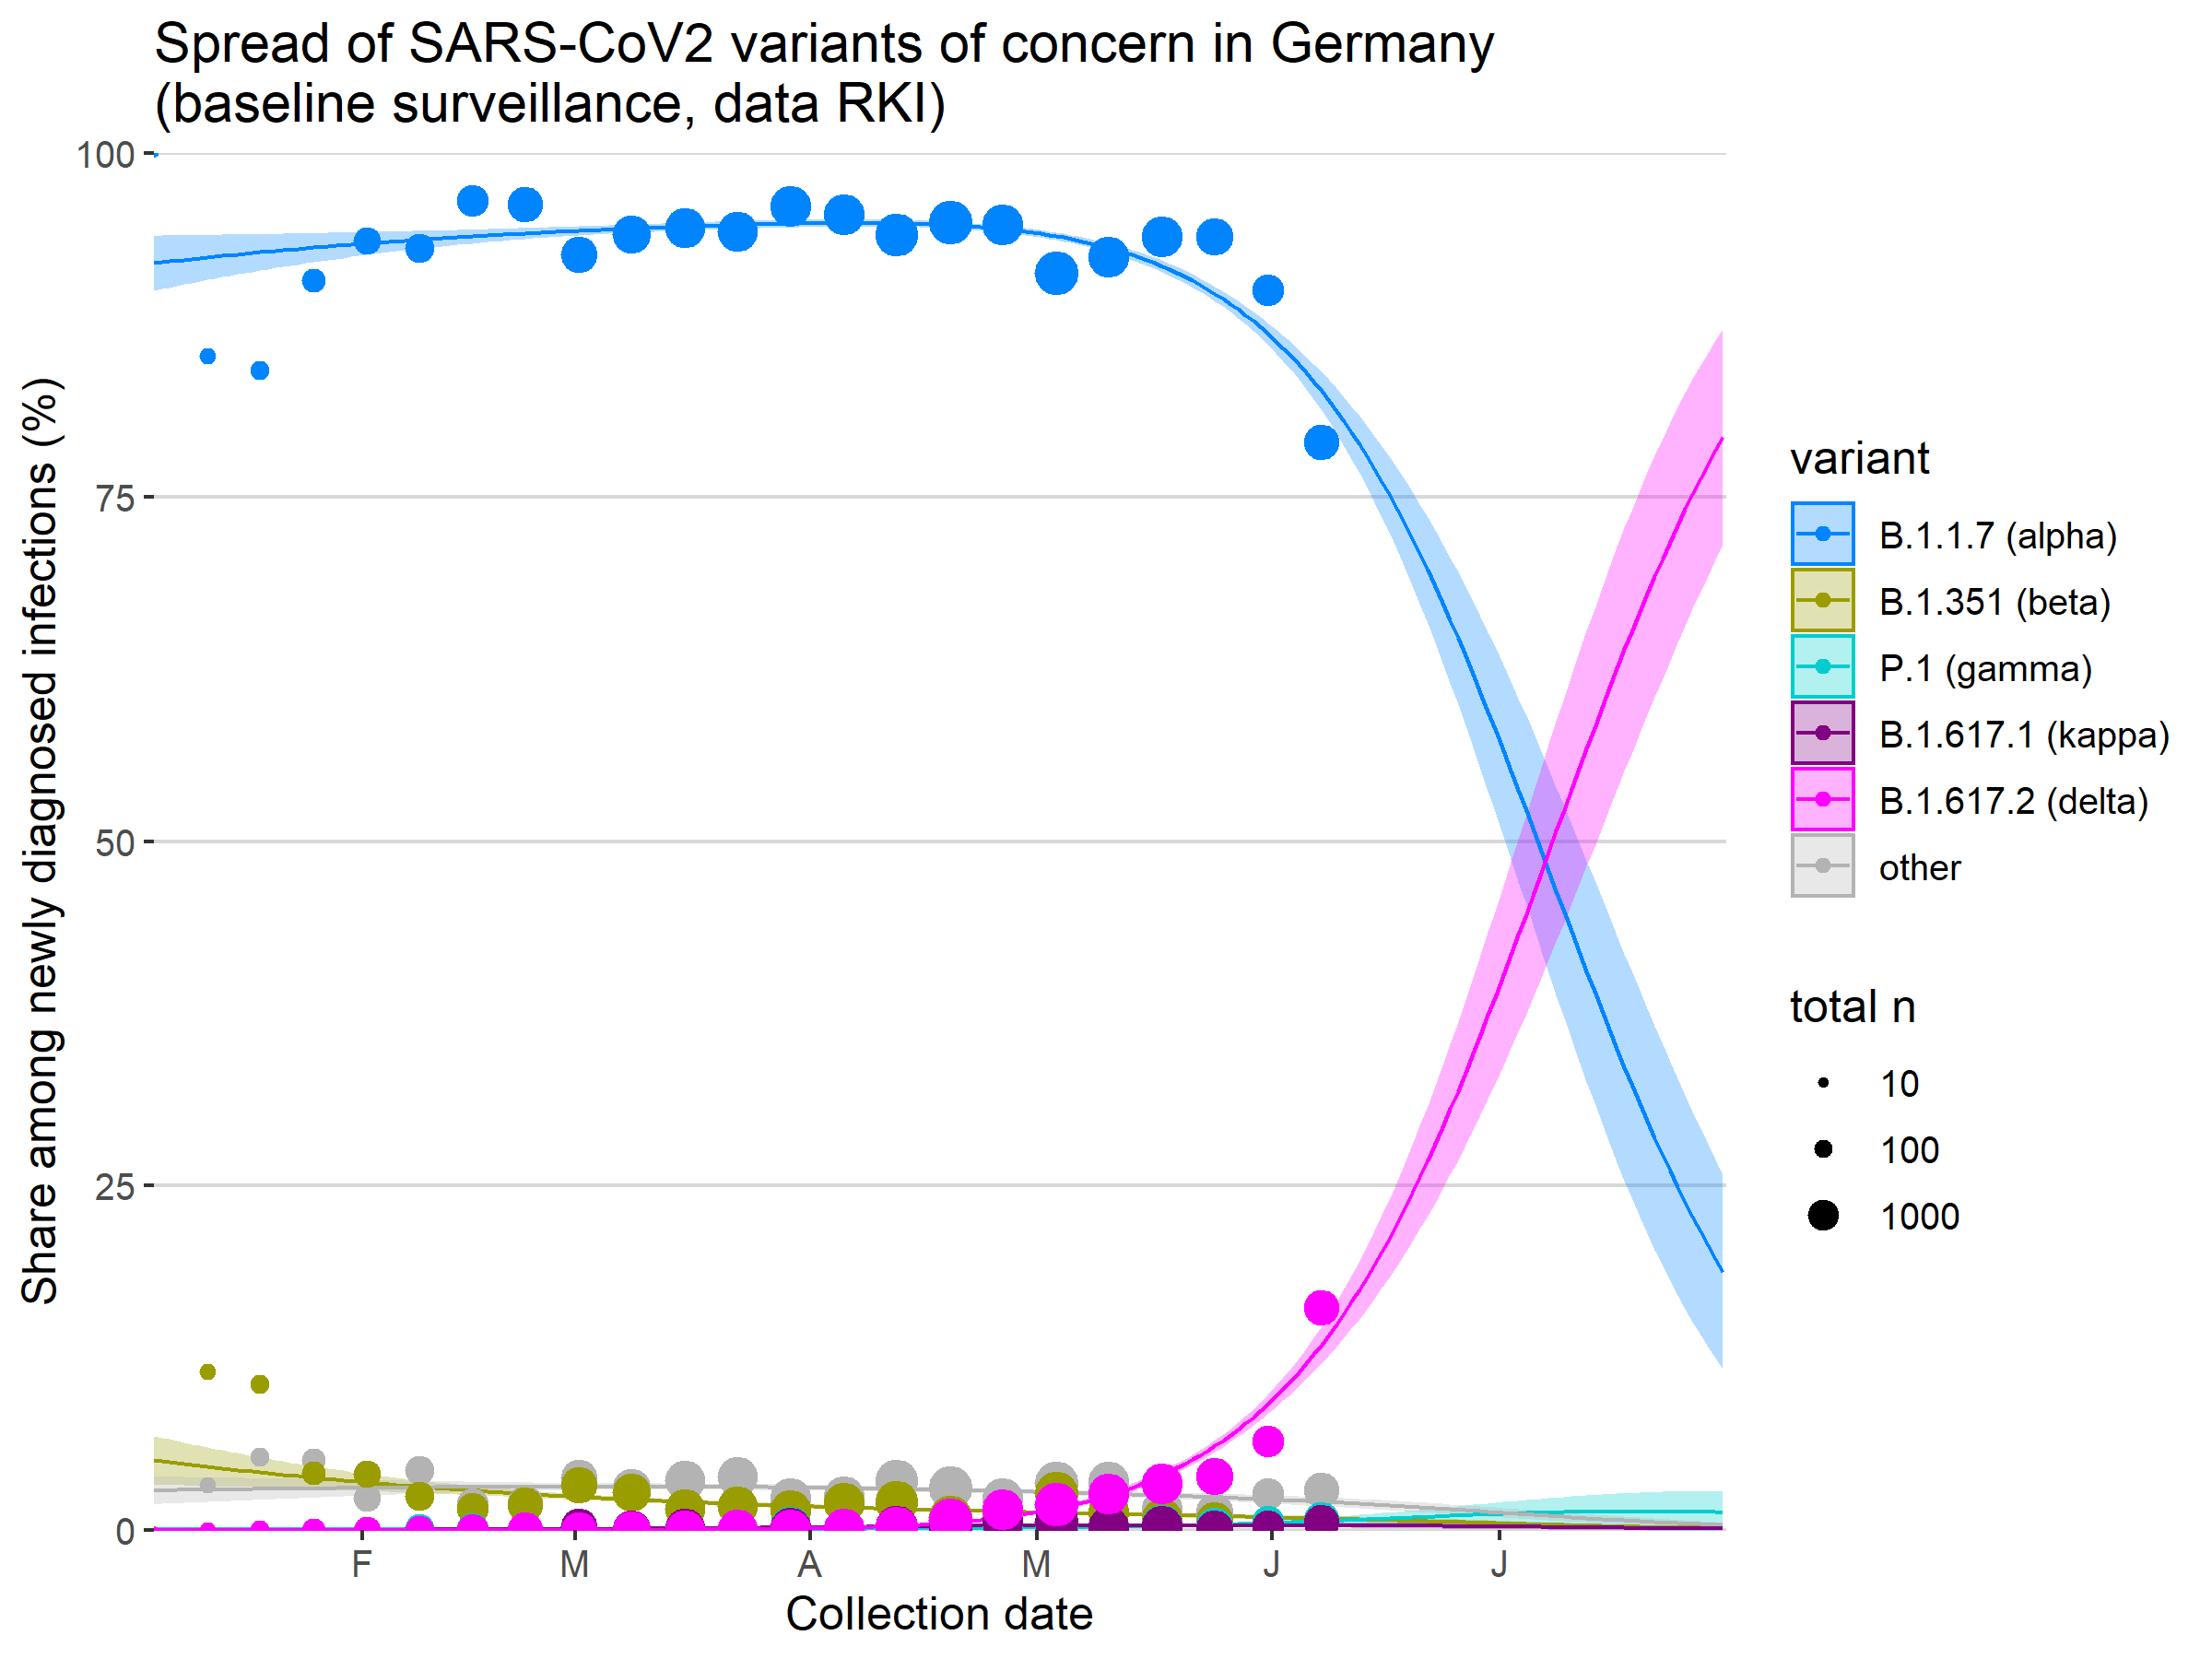 Spread of SARS-CoV2 variants of concern in Germany
(baseline surveillance, data RKI)
Share among newly diagnosed infections (%)
100
75
50
25
0
F
M
A
M
J
J
Collection date
variant
B.1.1.7 (alpha)
B.1.351 (beta)
P.1 (gamma)
B.1.617.1 (kappa)
B.1.617.2 (delta)
other
total n
10
100
1000